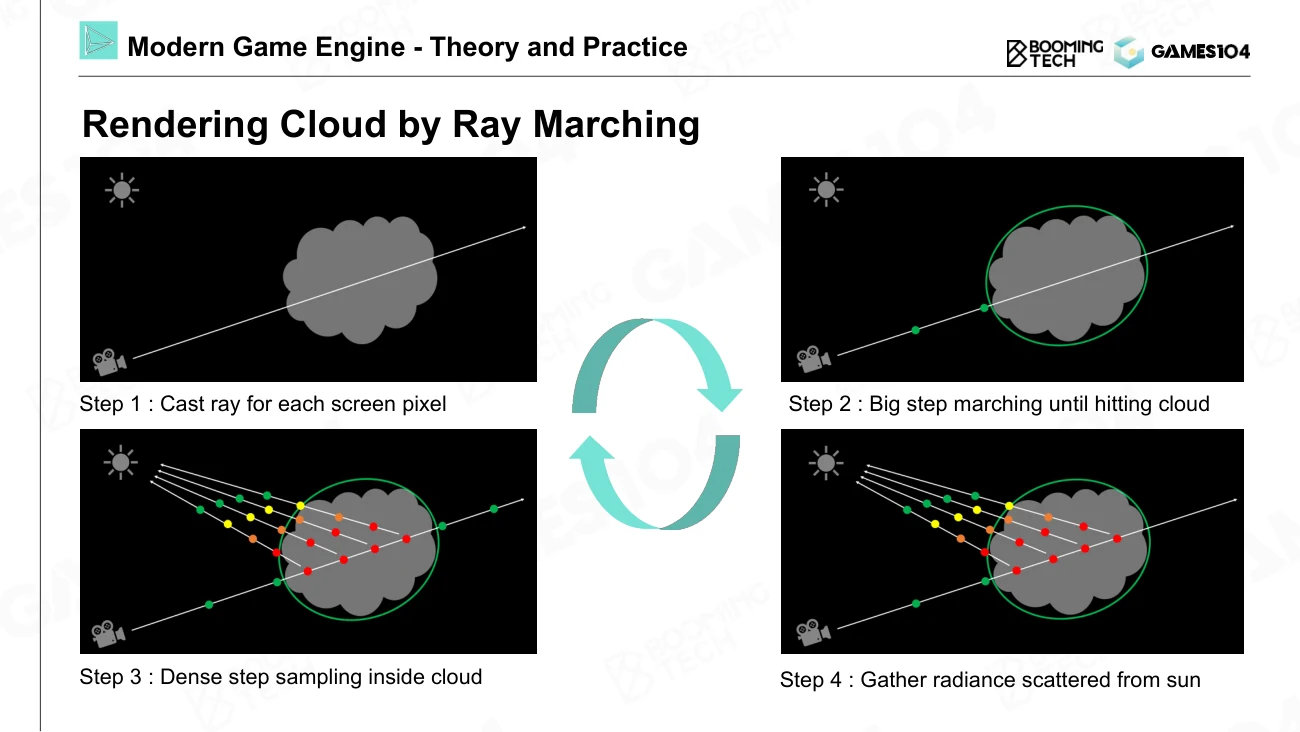 Modern Game Engine - Theory and Practice
BOOMING
TECH
GAMES104
Rendering Cloud by Ray Marching
Step 1 : Cast ray for each screen pixel
Step 2 : Big step marching until hitting cloud
Step 3 : Dense step sampling inside cloud
Step 4 : Gather radiance scattered from sun